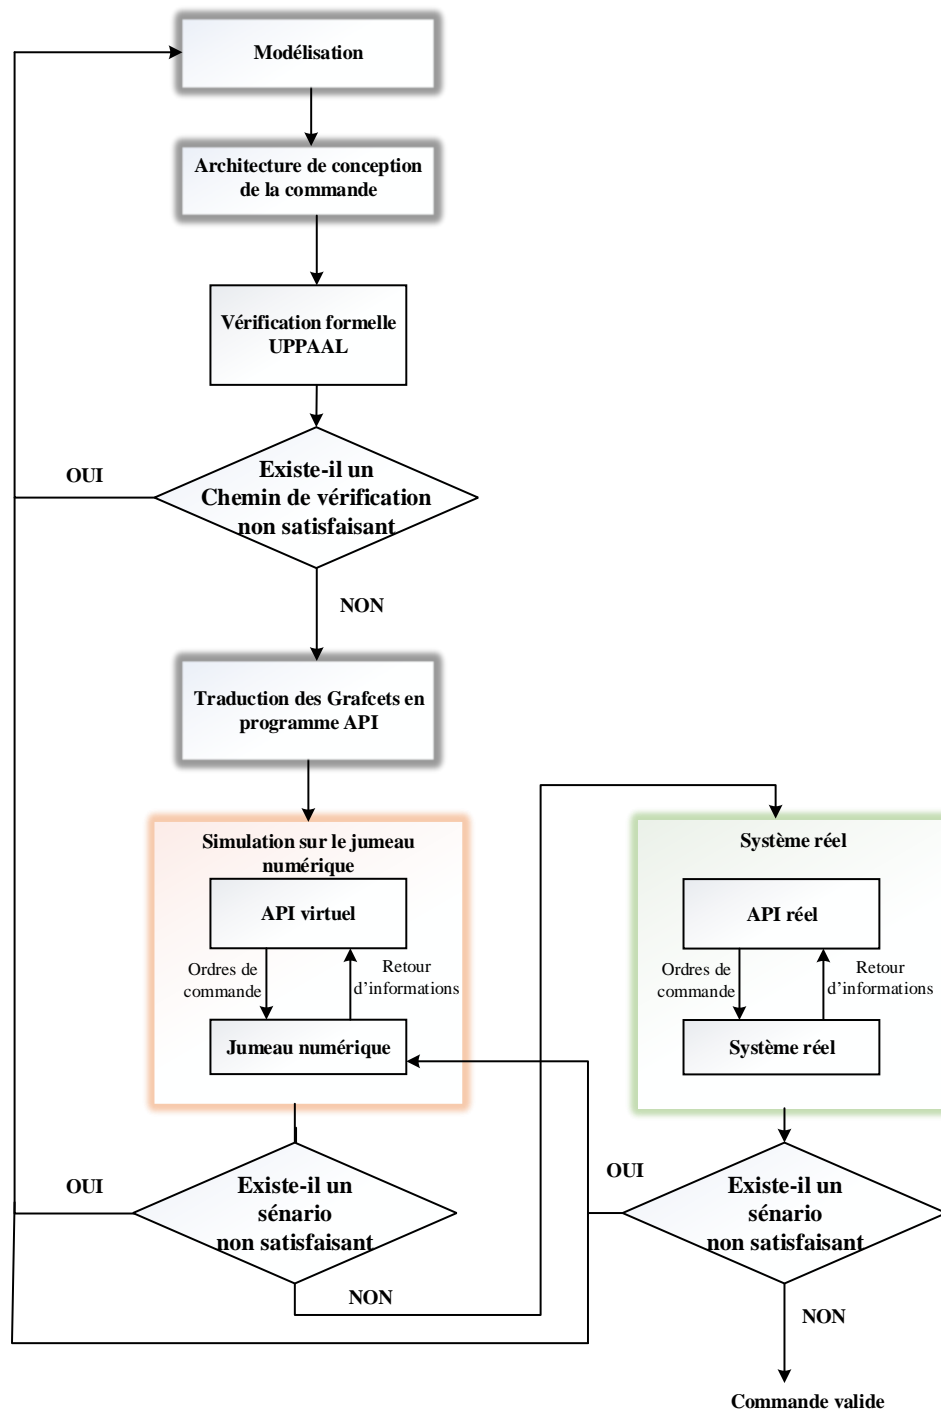 Modélisation
Architecture de conception
de la commande
Vérification formelle
UPPAAL
Existe-il un
Chemin de vérification
non satisfaisant
OUI
NON
Traduction des Grafcets en
programme API
Simulation sur le jumeau
numérique
API virtuel
Ordres de
commande
Retour
d'informations
Jumeau numérique
Existe-il un
sénario
non satisfaisant
OUI
NON
Système réel
API réel
Ordres de
commande
Retour
d'informations
Système réel
Existe-il un
sénario
non satisfaisant
OUI
NON
Commande valide